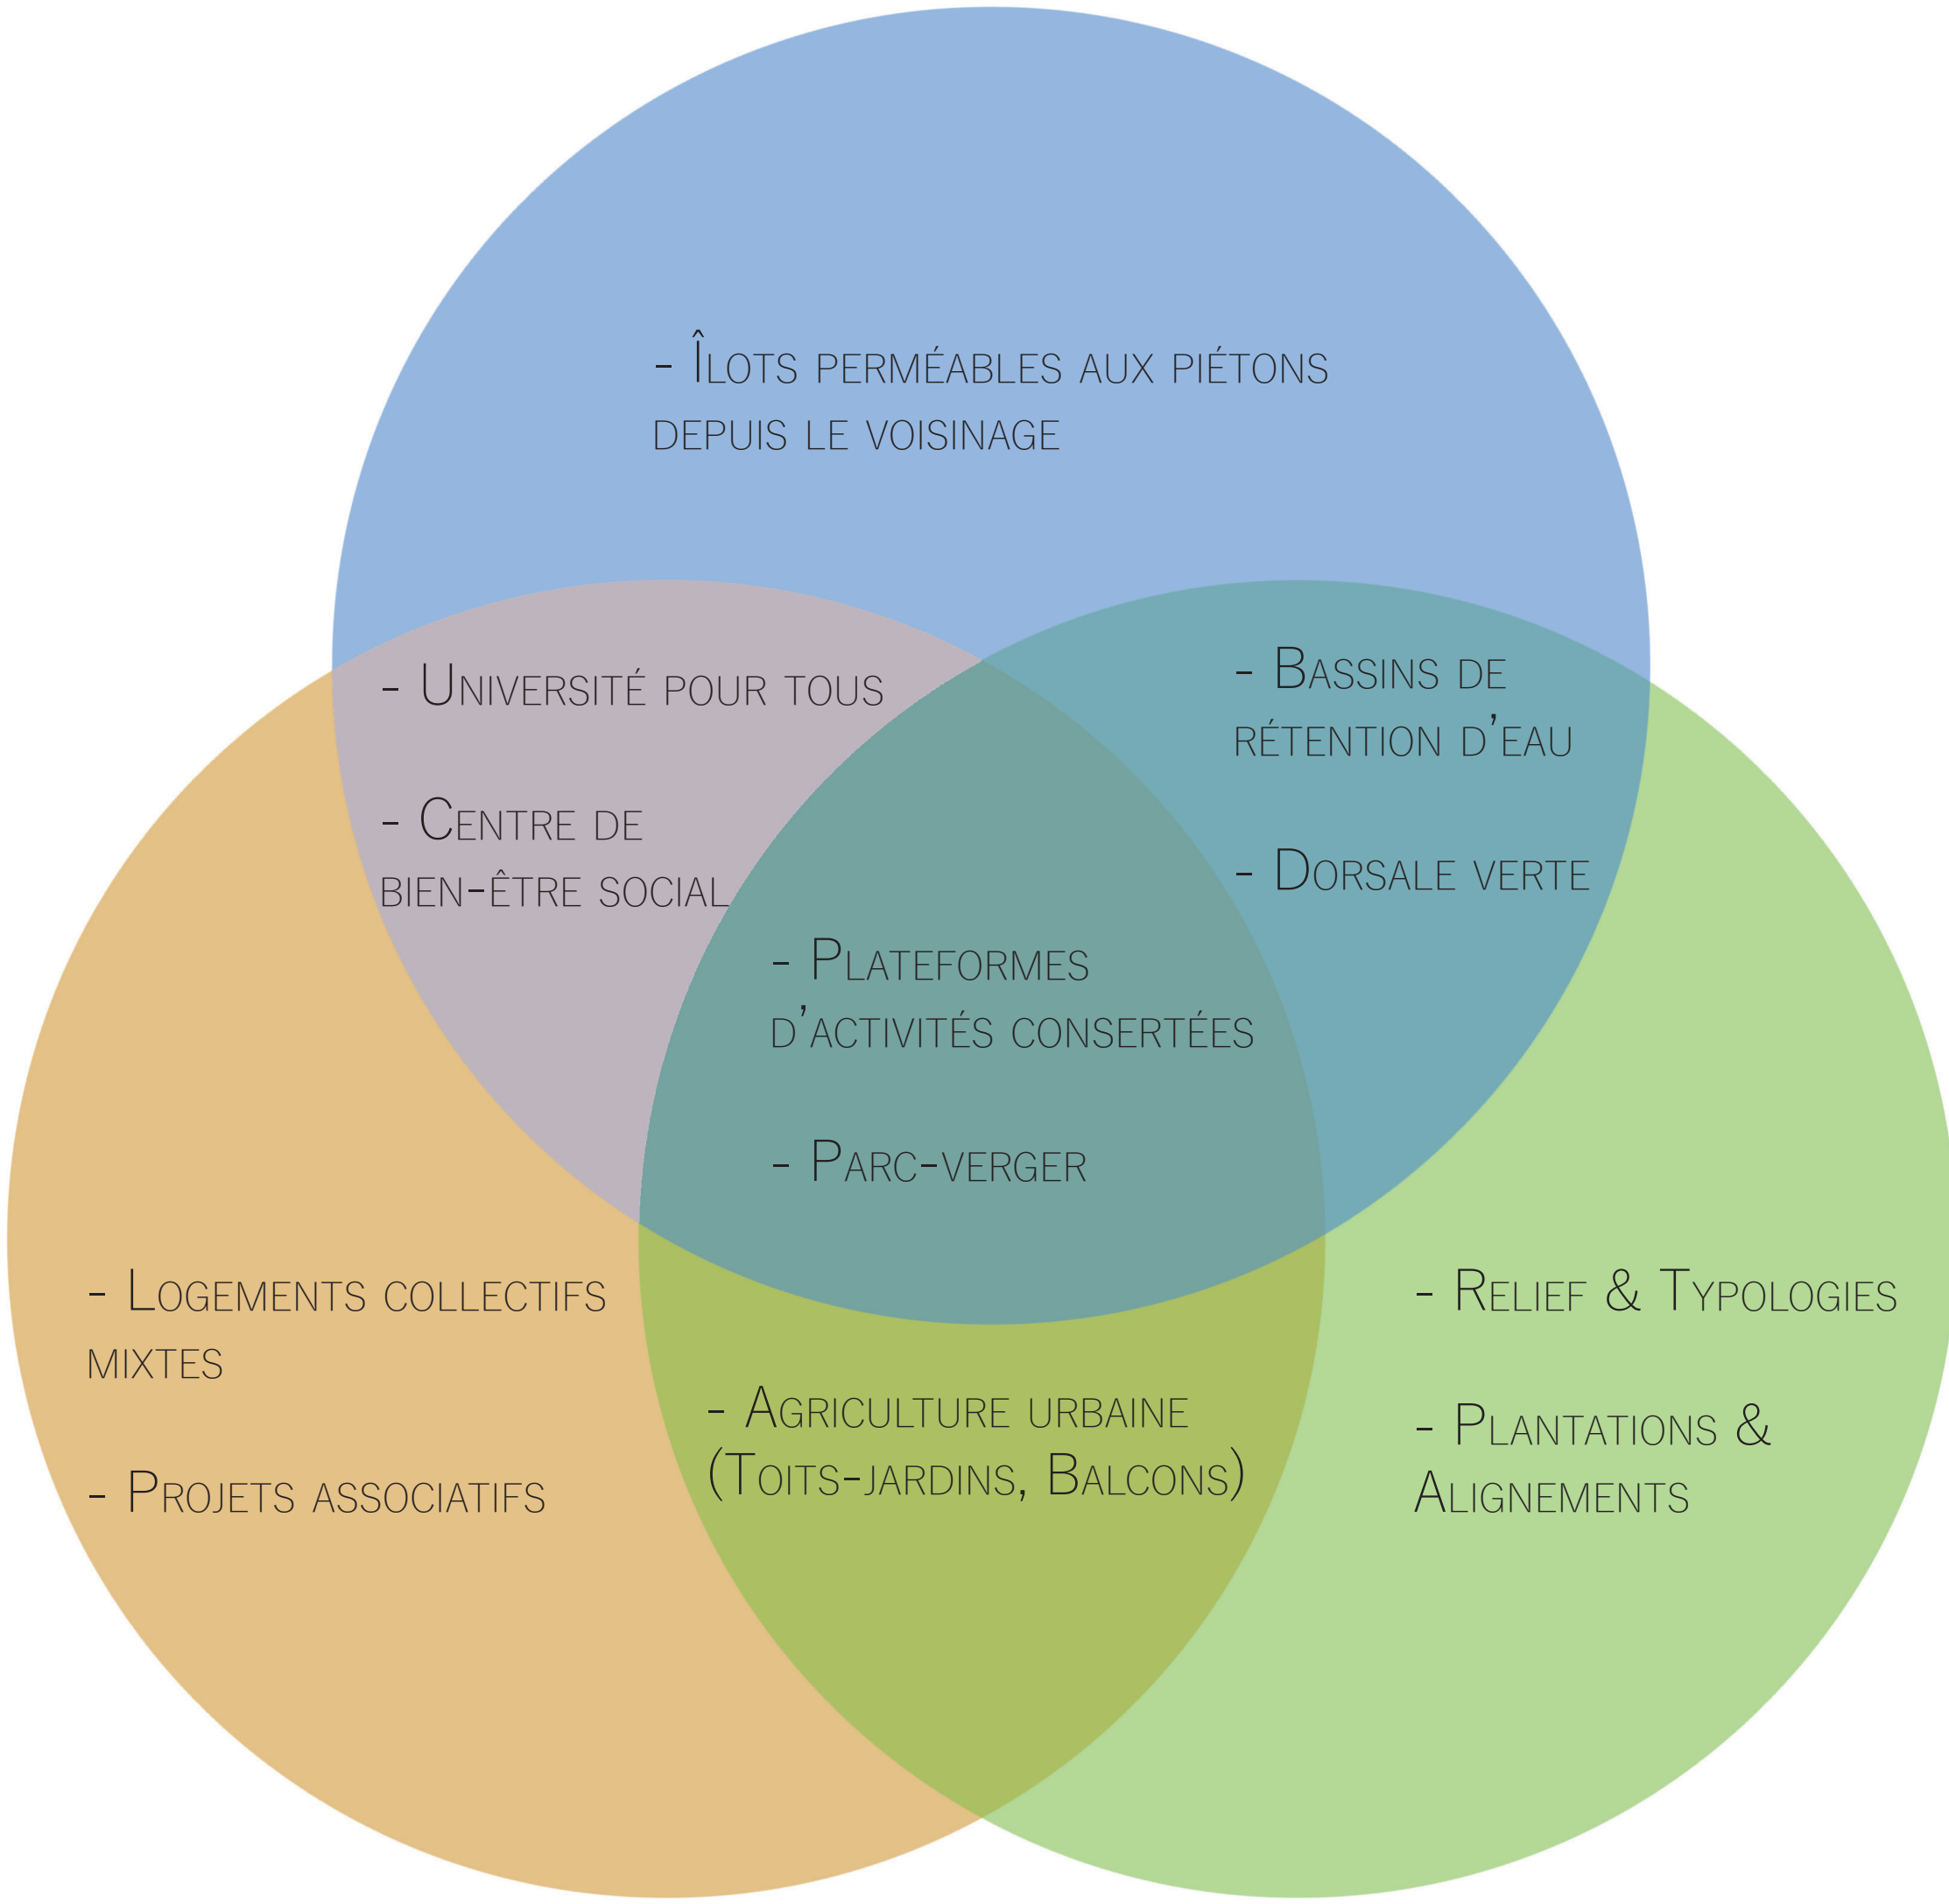 - Îlots perméables aux piétons
depuis le voisinage
- Université pour tous
- Centre de
bien-être social
- Bassins de
rétention d'eau
- Dorsale verte
- Plateformes
d'activités consertées
- Parc-verger
- Logements collectifs
mixtes
- Projets associatifs
- Agriculture urbaine
(Toits-jardins, Balcons)
- Relief & Typologies
- Plantations &
Alignements